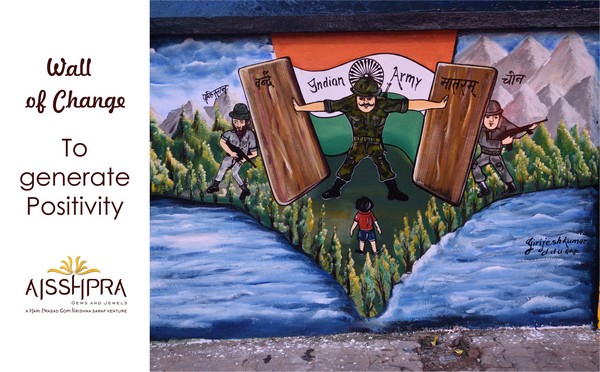 Wall
of Change
To
generate
Positivity
AISSHPRA
GEMS AND JEWELS
A HARI PRASAD GOPI KRISHNA SARAF VENTURE
वन्दे
Indian Army
मातरम्
चीन
Girijesh kumar